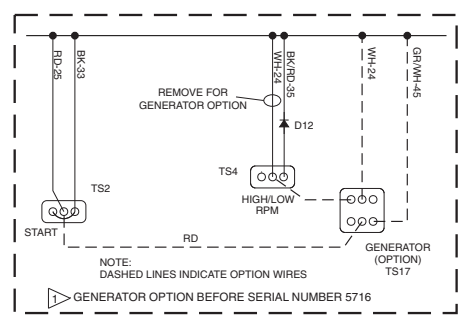 RD-25
BK-33
WH-24
BK/RD-35
WH-24
GR/WH-45
REMOVE FOR
GENERATOR OPTION
D12
TS4
TS2
HIGH/LOW
RPM
START
RD
GENERATOR
(OPTION)
TS17
NOTE:
DASHED LINES INDICATE OPTION WIRES
1 GENERATOR OPTION BEFORE SERIAL NUMBER 5716